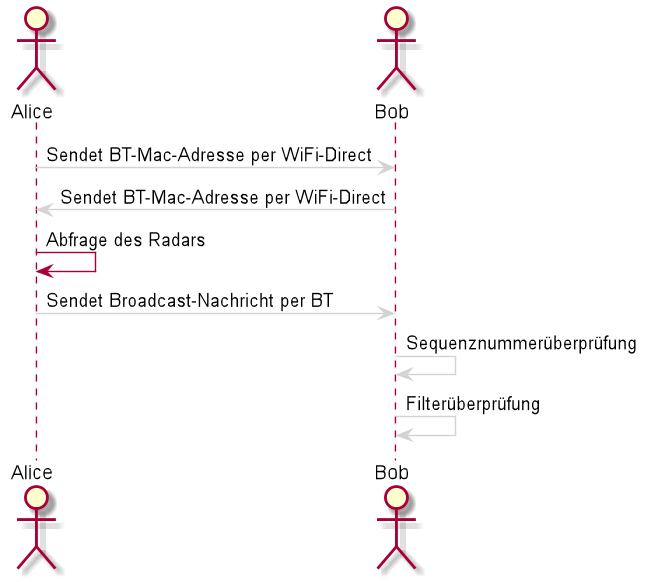 Alice Bob
Sendet BT-Mac-Adresse per WiFi-Direct
Sendet BT-Mac-Adresse per WiFi-Direct
Abfrage des Radars
Sendet Broadcast-Nachricht per BT
Sequenznummerüberprüfung
Filterüberprüfung
Alice Bob